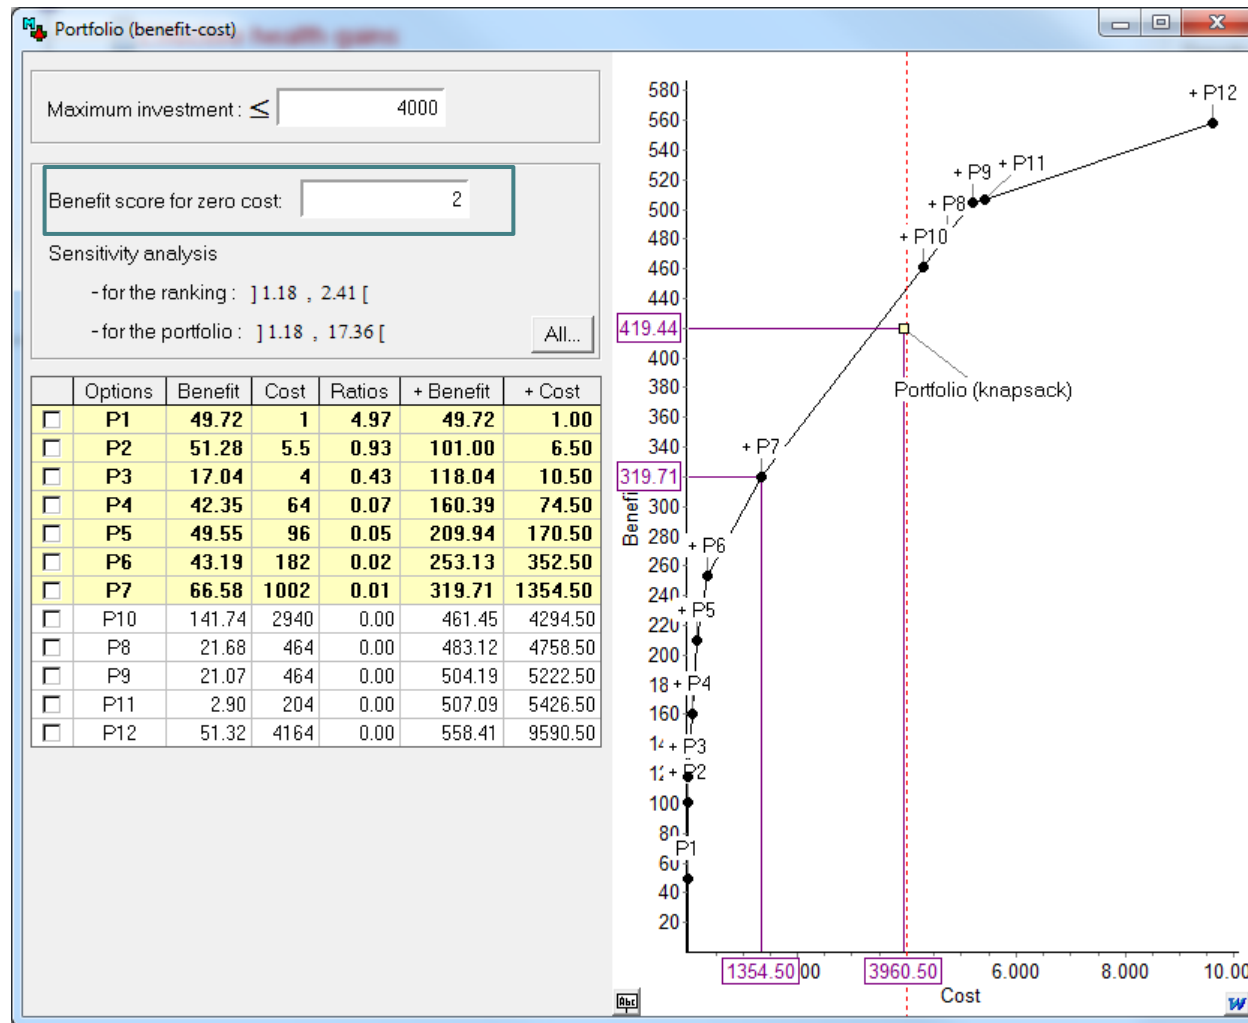 Portfolio (benefit-cost)
Maximum investment : ≤ 4000
Benefit score for zero cost: 2
Sensitivity analysis
- for the ranking : ] 1.18 , 2.41 [
- for the portfolio : ] 1.18 , 17.36 [
All...
Options Benefit Cost Ratios + Benefit + Cost
P1 49.72 1 4.97 49.72 1.00
P2 51.28 5.5 0.93 101.00 6.50
P3 17.04 4 0.43 118.04 10.50
P4 42.35 64 0.07 160.39 74.50
P5 49.55 96 0.05 209.94 170.50
P6 43.19 182 0.02 253.13 352.50
P7 66.58 1002 0.01 319.71 1354.50
P10 141.74 2940 0.00 461.45 4294.50
P8 21.68 464 0.00 483.12 4758.50
P9 21.07 464 0.00 504.19 5222.50
P11 2.90 204 0.00 507.09 5426.50
P12 51.32 4164 0.00 558.41 9590.50
580
+ P12
560
540
+ P9 + P11
520
500 + P8
480 + P10
460
440
419.44
400
380 Portfolio (knapsack)
360
340 + P7
319.71
300
Benefi
280 + P6
260
240
+ P5
220
200
18 + P4
160
14 + P3
12 + P2
100
80
P1
60
40
20
1354.50 00 3960.50 6.000 8.000 10.00
Cost
Abc
W